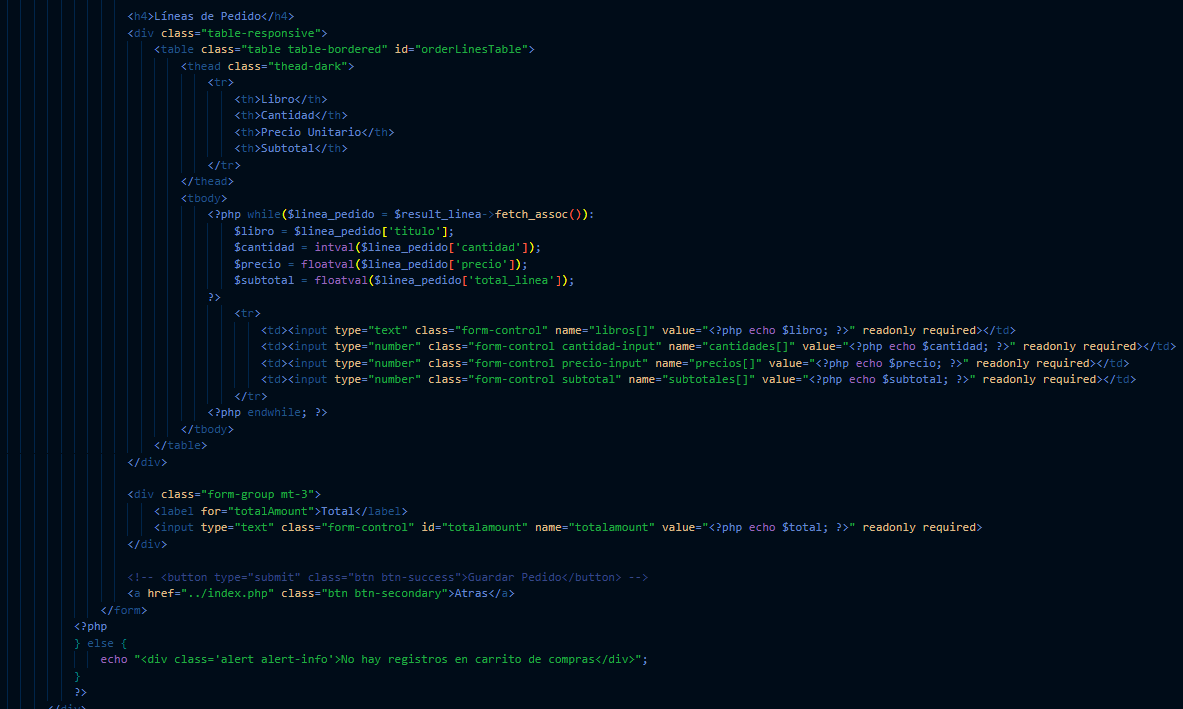 <h4>Líneas de Pedido</h4>
<div class="table-responsive">
<table class="table table-bordered" id="orderLinesTable">
<thead class="thead-dark">
<tr>
<th>Libro</th>
<th>Cantidad</th>
<th>Precio Unitario</th>
<th>Subtotal</th>
</tr>
</thead>
<tbody>
<?php while($linea_pedido = $result_linea->fetch_assoc()):
$libro = $linea_pedido['titulo'];
$cantidad = intval($linea_pedido['cantidad']);
$precio = floatval($linea_pedido['precio']);
$subtotal = floatval($linea_pedido['total_linea']);
?>
<tr>
<td><input type="text" class="form-control" name="libros[]" value="<?php echo $libro; ?>" readonly required></td>
<td><input type="number" class="form-control cantidad-input" name="cantidades[]" value="<?php echo $cantidad; ?>" readonly required></td>
<td><input type="number" class="form-control precio-input" name="precios[]" value="<?php echo $precio; ?>" readonly required></td>
<td><input type="number" class="form-control subtotal" name="subtotales[]" value="<?php echo $subtotal; ?>" readonly required></td>
</tr>
<?php endwhile; ?>
</tbody>
</table>
</div>
<div class="form-group mt-3">
<label for="totalAmount">Total</label>
<input type="text" class="form-control" id="totalamount" name="totalamount" value="<?php echo $total; ?>" readonly required>
</div>
<!-- <button type="submit" class="btn btn-success">Guardar Pedido</button> -->
<a href="../index.php" class="btn btn-secondary">Atras</a>
</form>
<?php
} else {
echo "<div class='alert alert-info'>No hay registros en carrito de compras</div>";
}
?>
</div>